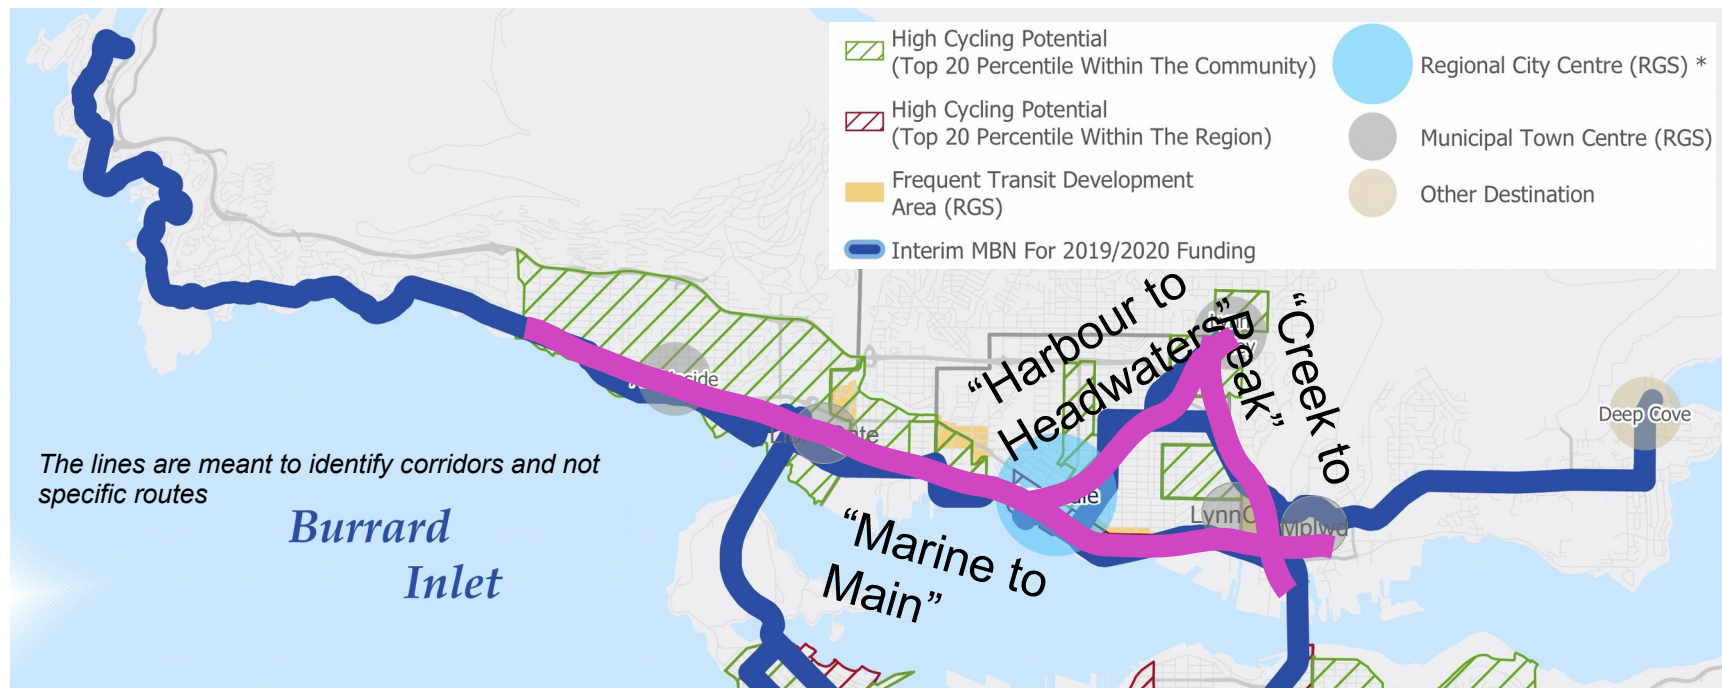 High Cycling Potential
(Top 20 Percentile Within The Community)
High Cycling Potential
(Top 20 Percentile Within The Region)
Frequent Transit Development
Area (RGS)
Interim MBN For 2019/2020 Funding
Regional City Centre (RGS) *
Municipal Town Centre (RGS)
Other Destination
“Harbour to
Headwaters”
“Creek to
Peak”
Deep Cove
The lines are meant to identify corridors and not
specific routes
Burrard
Inlet
LynnC
Mplwd
“Marine to
Main”